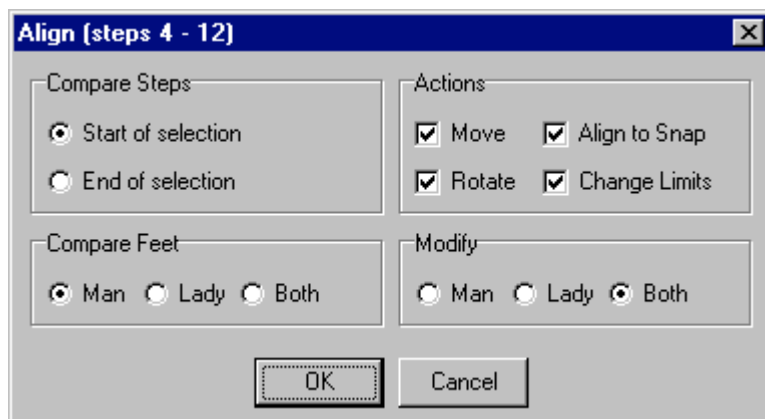 Align (steps 4 - 12)
Compare Steps
Start of selection
End of selection
Actions
Move Align to Snap
Rotate Change Limits
Compare Feet
Man Lady Both
Modify
Man Lady Both
OK Cancel